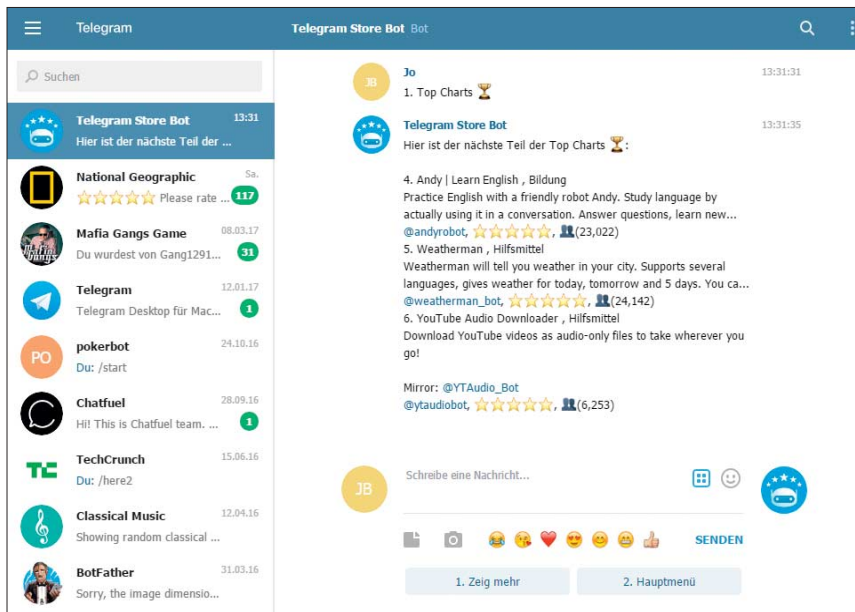 Telegram
Telegram Store Bot Bot
Suchen
Telegram Store Bot 13:31
Hier ist der nächste Teil der ...
National Geographic Sa.
Please rate ... 117
Mafia Gangs Game 08.03.17
Du wurdest von Gang1291... 31
Telegram 12.01.17
Telegram Desktop für Mac... 1
PO
pokerbot 24.10.16
Du: /start
Chatfuel 28.09.16
Hi! This is Chatfuel team. ... 1
TechCrunch 15.06.16
Du: /here2
Classical Music 12.04.16
Showing random classical ...
BotFather 31.03.16
Sorry, the image dimensio...
JB
Jo 13:31:31
1. Top Charts 🏆
Telegram Store Bot 13:31:35
Hier ist der nächste Teil der Top Charts 🏆:
4. Andy | Learn English , Bildung
Practice English with a friendly robot Andy. Study language by
actually using it in a conversation. Answer questions, learn new...
@andyrobot, ⭐⭐⭐⭐⭐, 👥(23,022)
5. Weatherman , Hilfsmittel
Weatherman will tell you weather in your city. Supports several
languages, gives weather for today, tomorrow and 5 days. You ca...
@weatherman_bot, ⭐⭐⭐⭐⭐, 👥(24,142)
6. YouTube Audio Downloader , Hilfsmittel
Download YouTube videos as audio-only files to take wherever you
go!
Mirror: @YTAudio_Bot
@ytaudiobot, ⭐⭐⭐⭐⭐, 👥(6,253)
JB
Schreibe eine Nachricht...
SENDEN
1. Zeig mehr
2. Hauptmenü